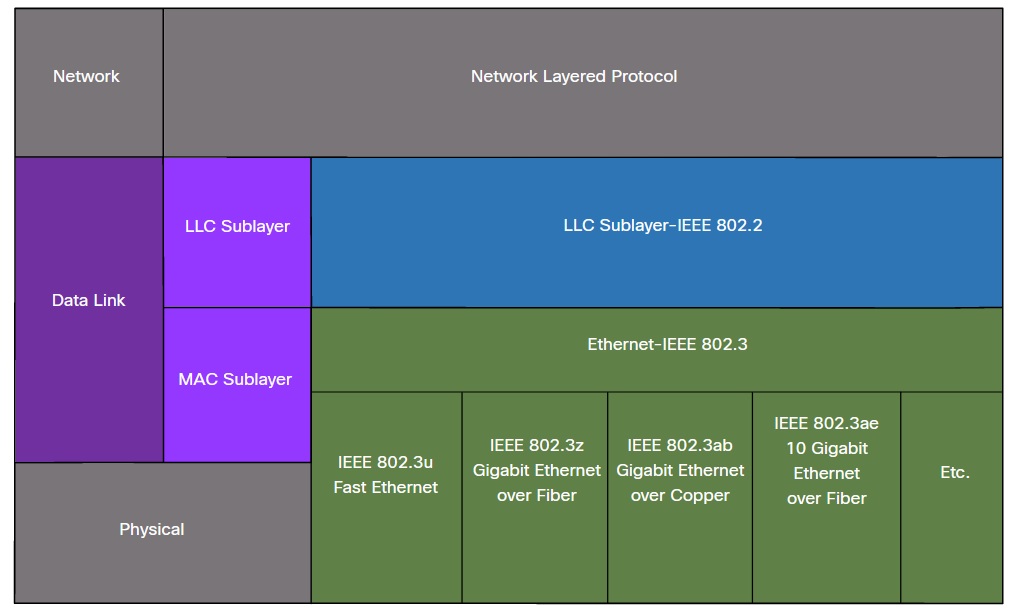 Network
Network Layered Protocol
Data Link
LLC Sublayer
LLC Sublayer-IEEE 802.2
MAC Sublayer
Ethernet-IEEE 802.3
IEEE 802.3u
Fast Ethernet
IEEE 802.3z
Gigabit Ethernet
over Fiber
IEEE 802.3ab
Gigabit Ethernet
over Copper
IEEE 802.3ae
10 Gigabit
Ethernet
over Fiber
Etc.
Physical